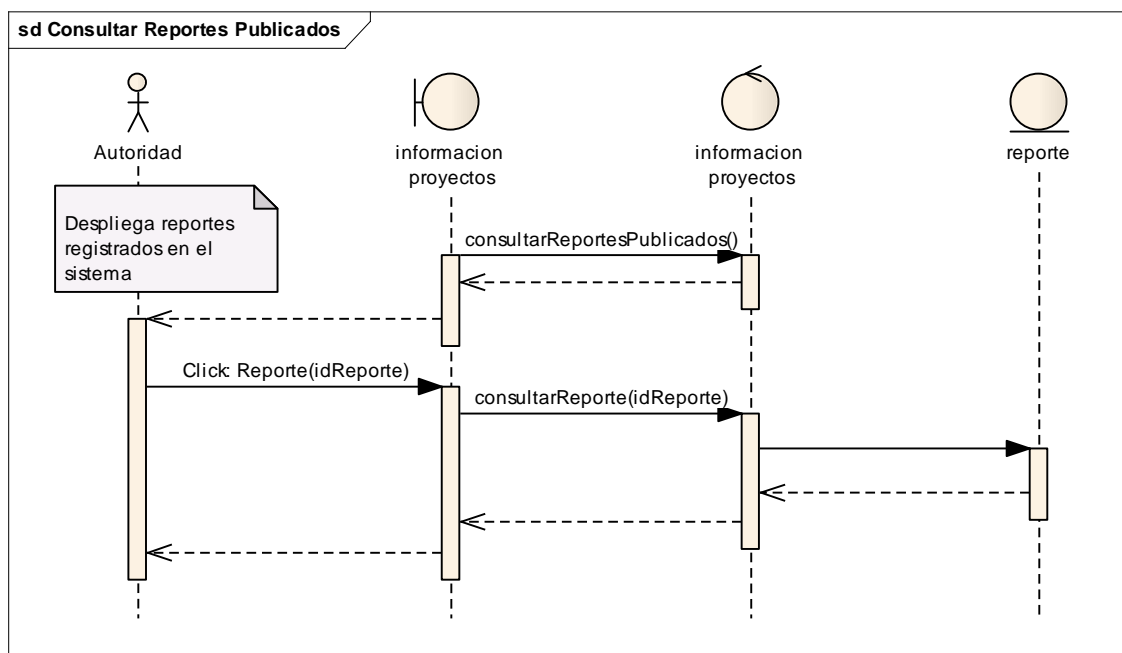 sd Consultar Reportes Publicados
Autoridad
informacion
proyectos
informacion
proyectos
reporte
Despliega reportes
registrados en el
sistema
consultarReportesPublicados()
Click: Reporte(idReporte)
consultarReporte(idReporte)